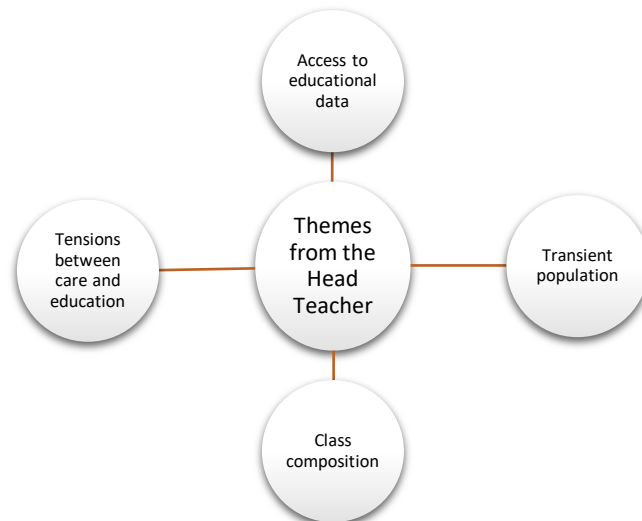 Access to
educational
data
Tensions
between
care and
education
Themes
from the
Head
Teacher
Transient
population
Class
composition